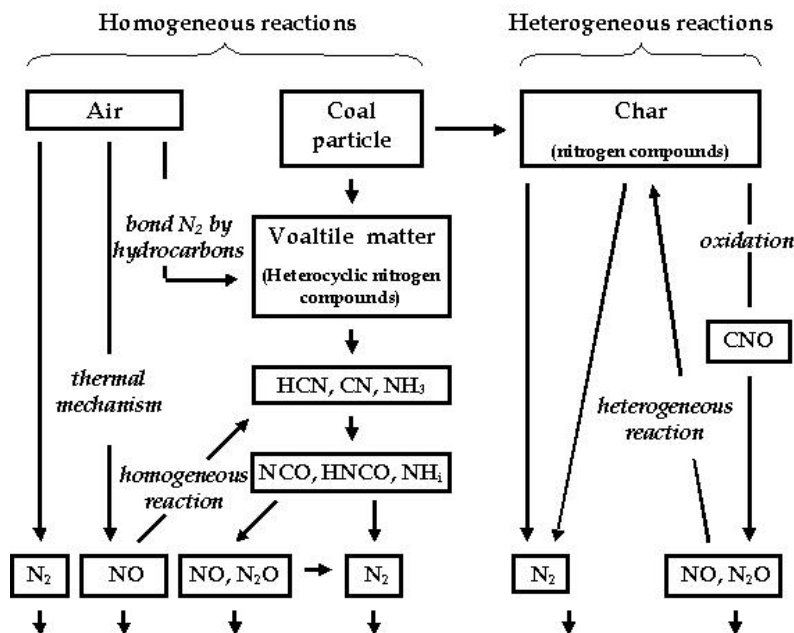 Homogeneous reactions
Heterogeneous reactions
Air
Coal
particle
Char
(nitrogen compounds)
bond N₂ by
hydrocarbons
Voaltile matter
(Heterocyclic nitrogen
compounds)
oxidation
CNO
thermal
mechanism
HCN, CN, NH₃
heterogeneous
reaction
homogeneous
reaction
NCO, HNCO, NHᵢ
N₂
NO
NO, N₂O
N₂
N₂
NO, N₂O